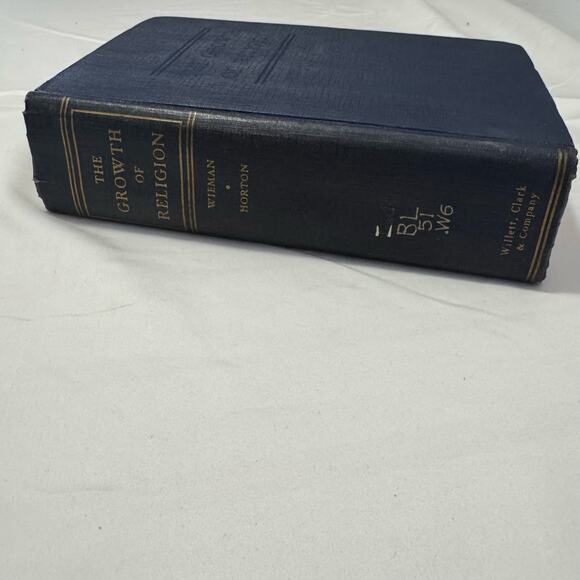 THE
GROWTH
OF
RELIGION
WIEMAN
•
HORTON
BL
51
.W6
Willett, Clark
& Company